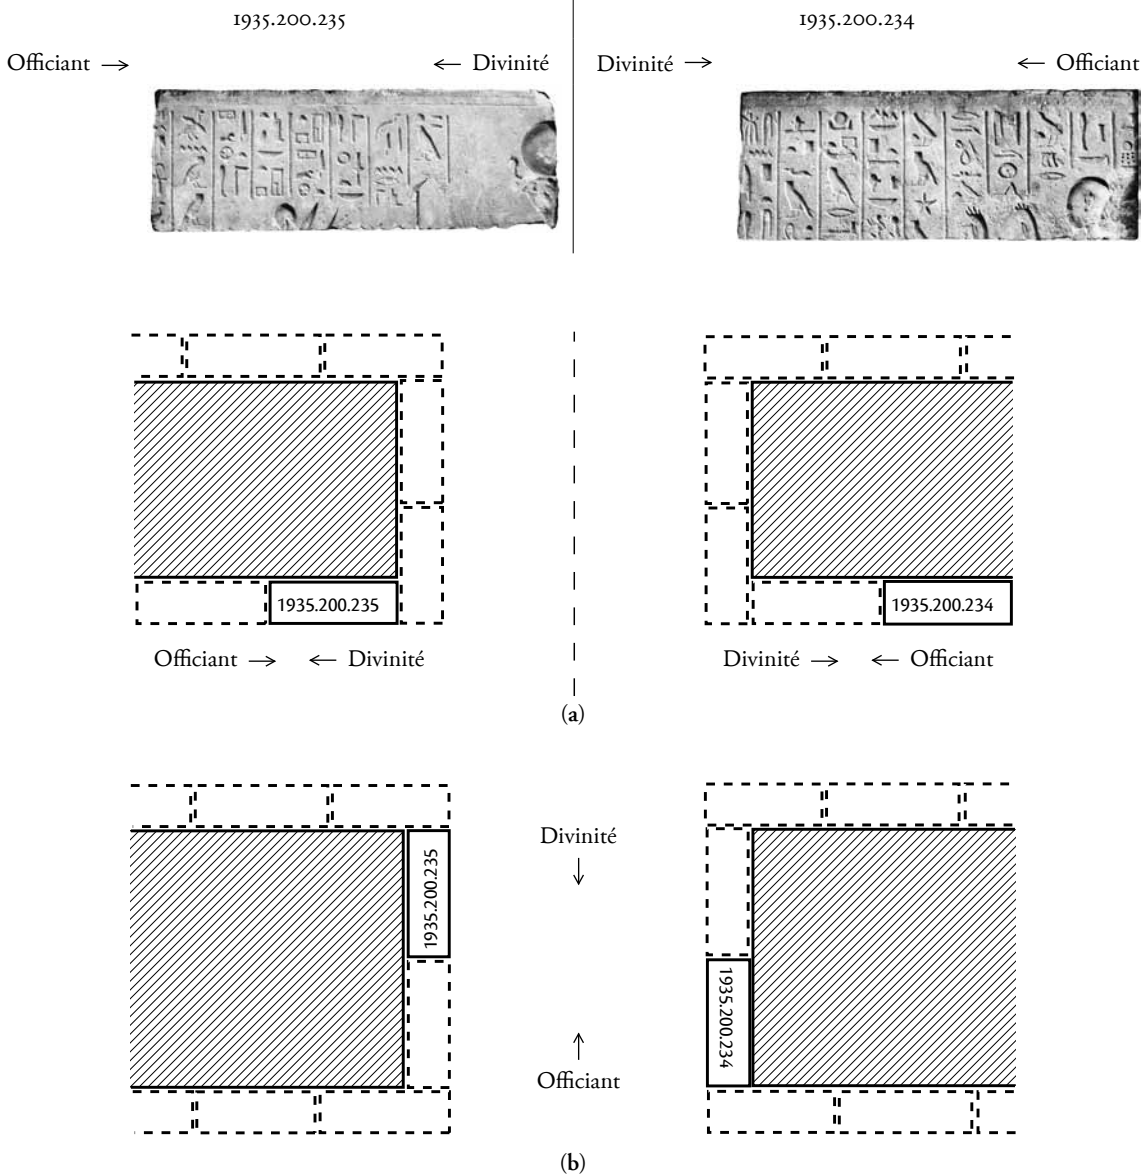 1935.200.235
1935.200.234
Officiant → ← Divinité
Divinité → ← Officiant
1935.200.235
1935.200.234
Officiant → ← Divinité
Divinité → ← Officiant
(a)
1935.200.235
Divinité
↓
↑
Officiant
1935.200.234
(b)